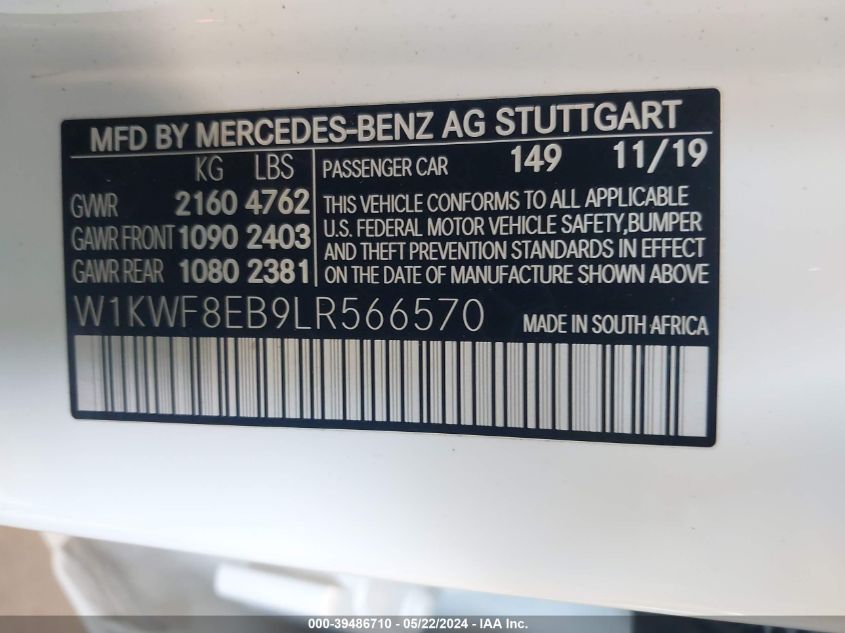 MFD BY MERCEDES-BENZ AG STUTTGART
KG LBS
GVWR 2160 4762
GAWR FRONT 1090 2403
GAWR REAR 1080 2381
PASSENGER CAR 149 11/19
THIS VEHICLE CONFORMS TO ALL APPLICABLE
U.S. FEDERAL MOTOR VEHICLE SAFETY,BUMPER
AND THEFT PREVENTION STANDARDS IN EFFECT
ON THE DATE OF MANUFACTURE SHOWN ABOVE
W1KWF8EB9LR566570 MADE IN SOUTH AFRICA
000-39486710 - 05/22/2024 - IAA Inc.